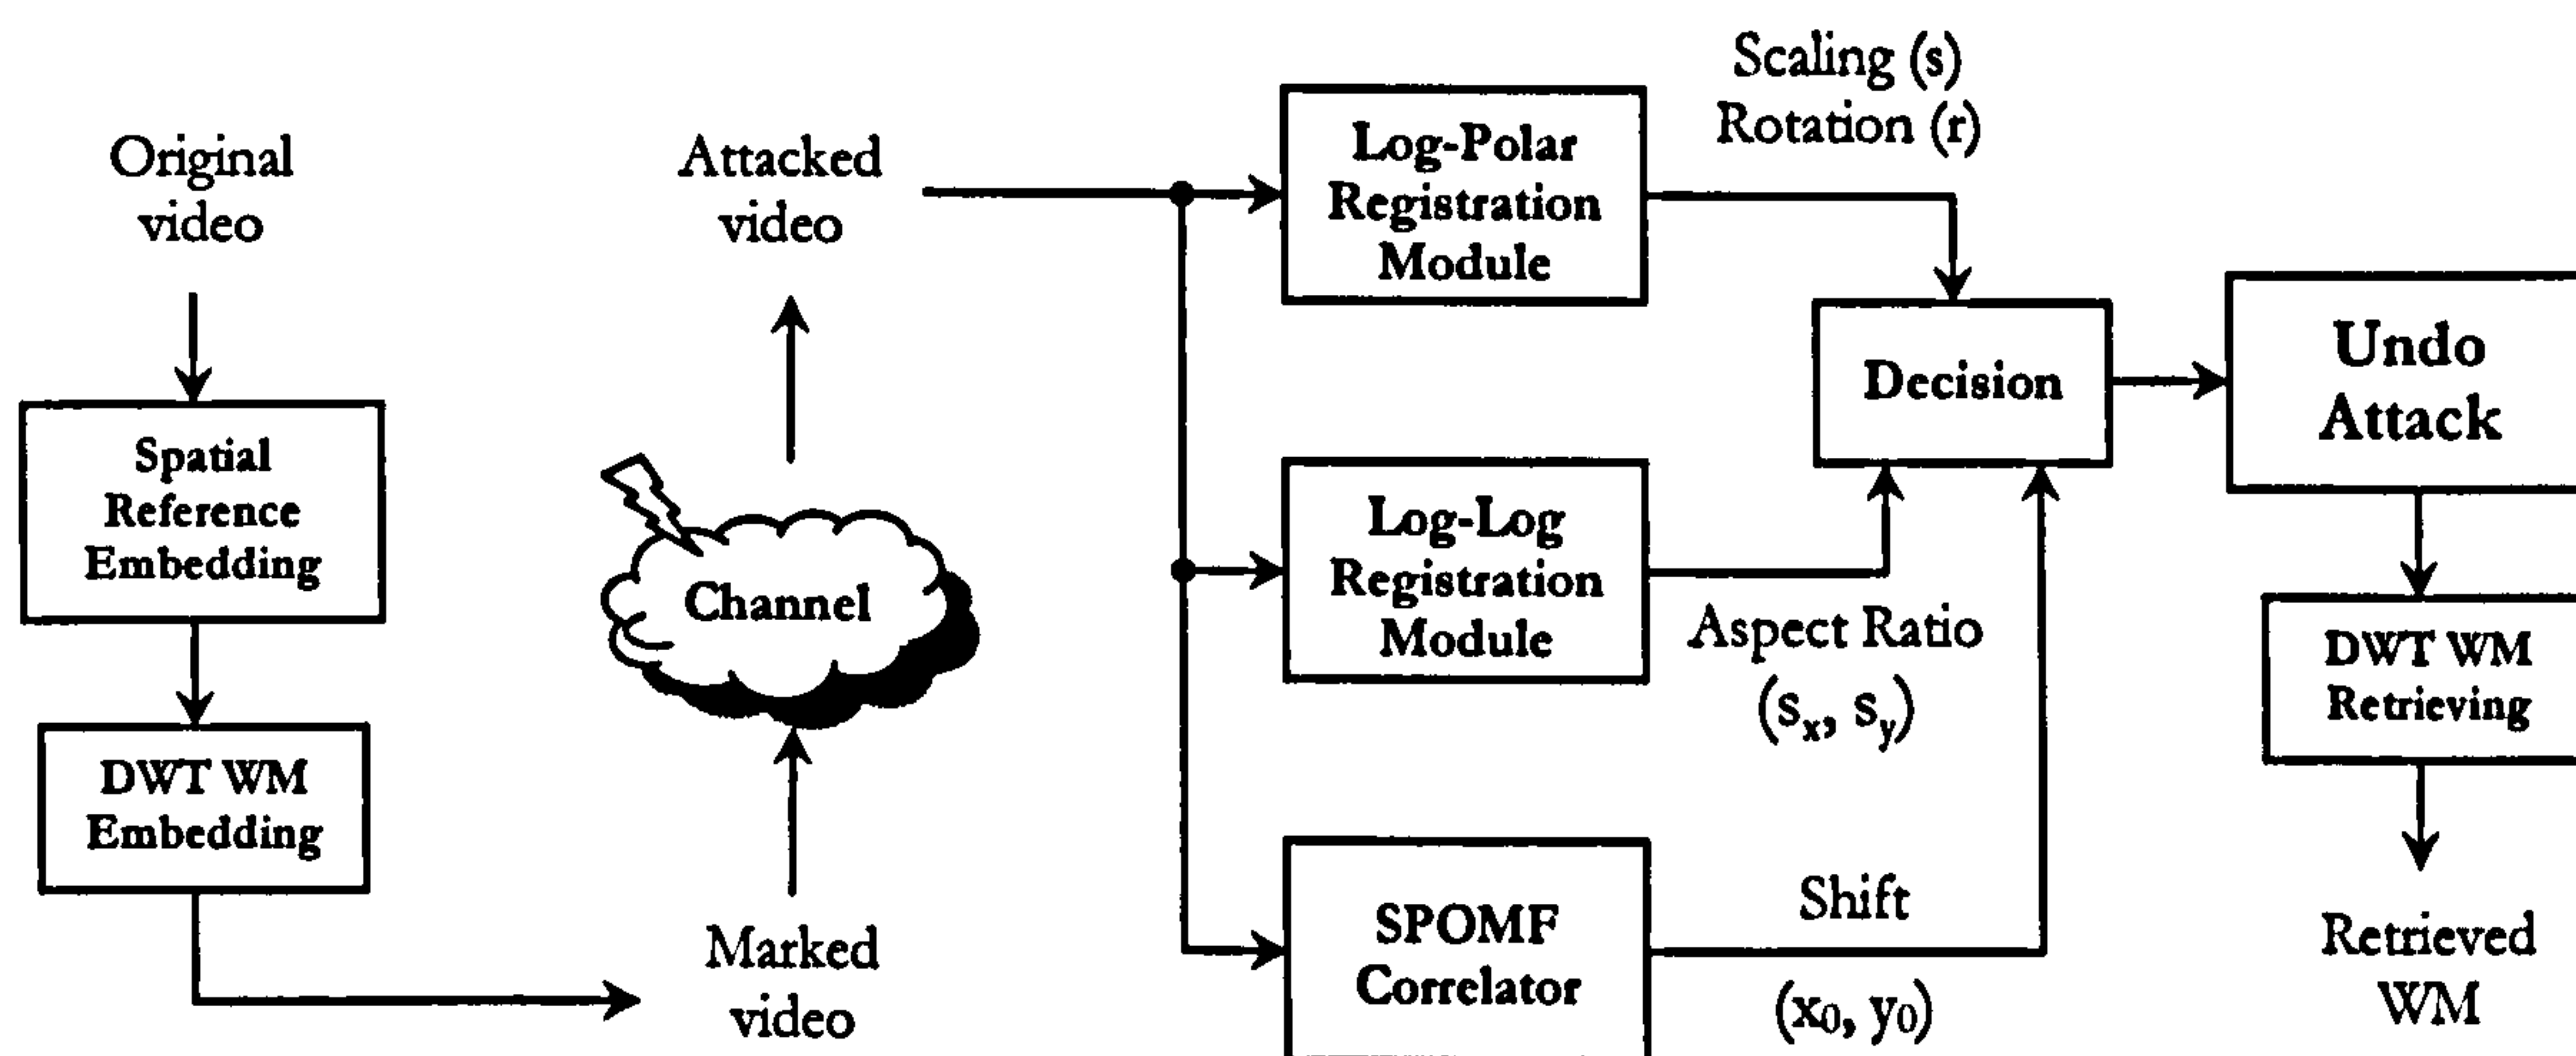 Original
video
Spatial
Reference
Embedding
DWT WM
Embedding
Attacked
video
Channel
Marked
video
Log-Polar
Registration
Module
Scaling (s)
Rotation (r)
Log-Log
Registration
Module
Aspect Ratio
(sx, sy)
SPOMF
Correlator
Shift
(x0, y0)
Decision
Undo
Attack
DWT WM
Retrieving
Retrieved
WM